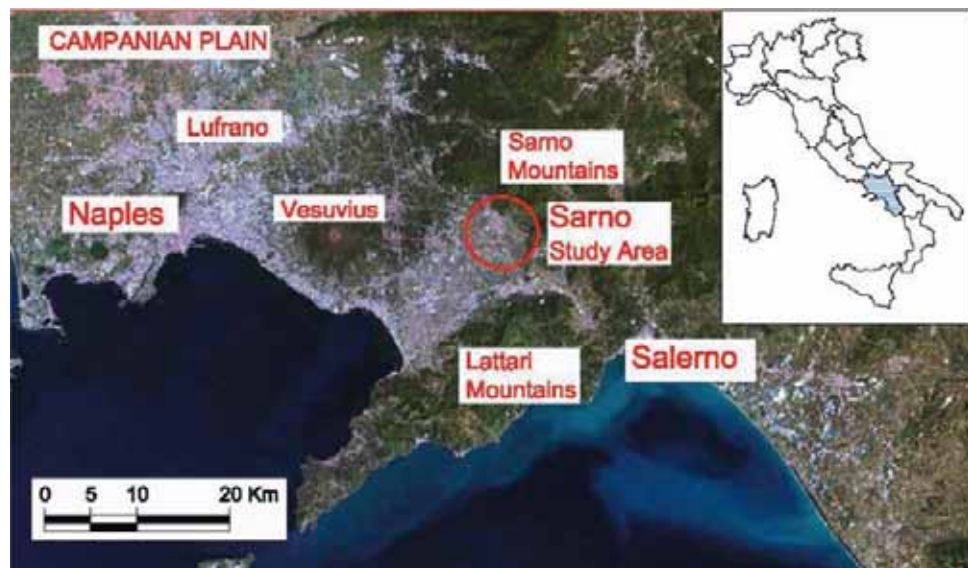 CAMPANIAN PLAIN
Lufrano
Sarno
Mountains
Naples
Vesuvius
Sarno
Study Area
Lattari
Mountains
Salerno
0 5 10 20 Km